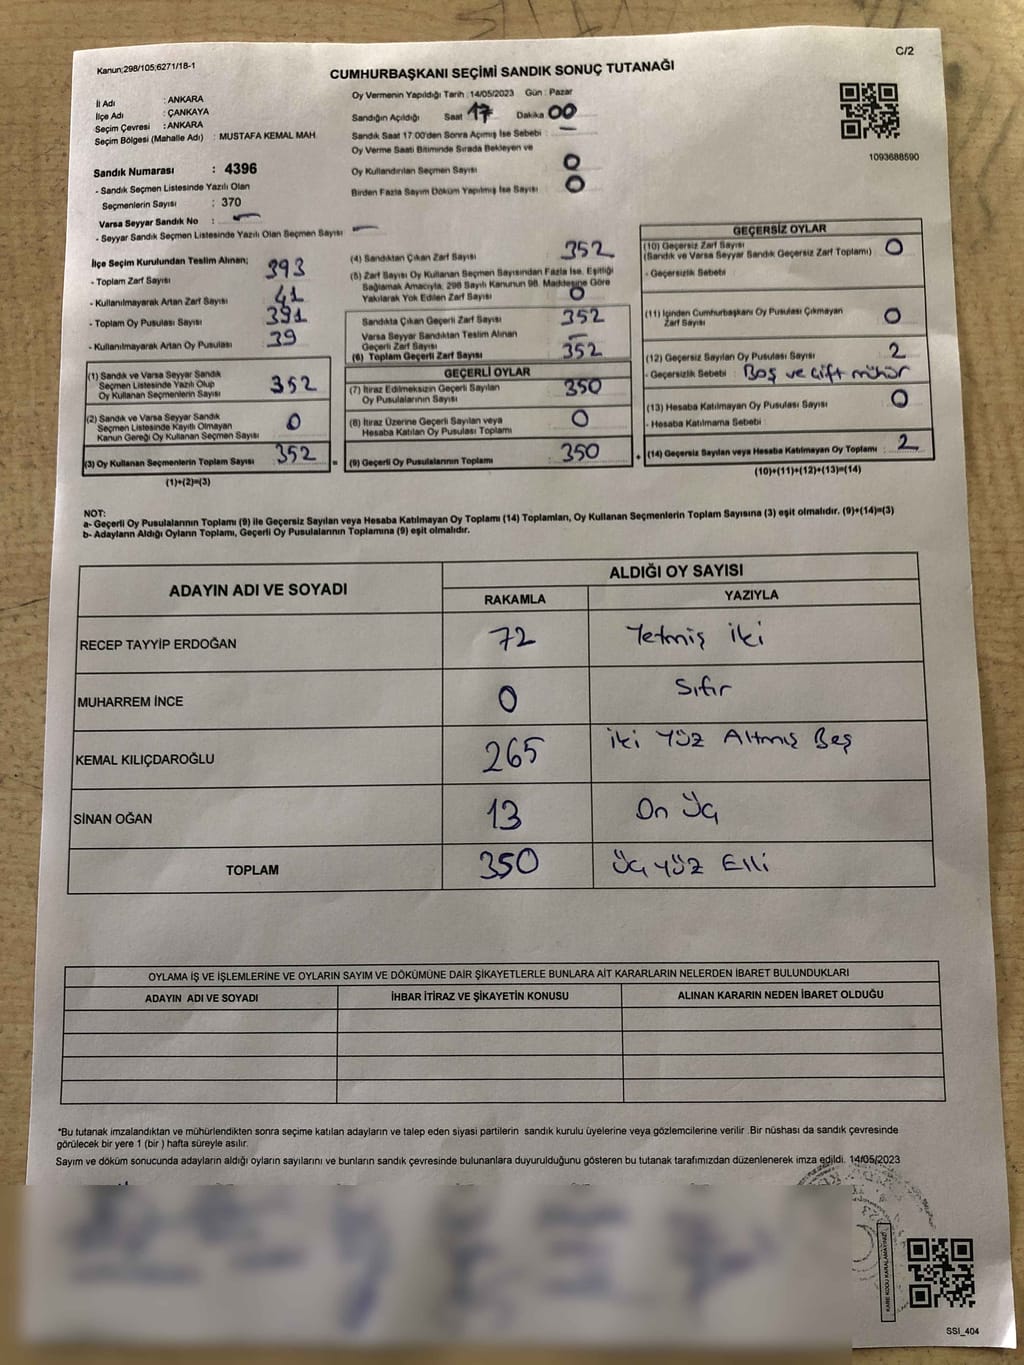 Kanun;298/105;6271/18-1
C/2
CUMHURBAŞKANI SEÇİMİ SANDIK SONUÇ TUTANAĞI
İl Adı : ANKARA
İlçe Adı : ÇANKAYA
Seçim Çevresi : ANKARA
Seçim Bölgesi (Mahalle Adı) : MUSTAFA KEMAL MAH.
Oy Vermenin Yapıldığı Tarih : 14/05/2023 Gün : Pazar
Sandığın Açıldığı Saat 17 Dakika 00
Sandık Saat 17:00'den Sonra Açımış İse Sebebi : —
Oy Verme Saati Bitiminde Sırada Bekleyen ve
Oy Kullandırılan Seçmen Sayısı 0
Birden Fazla Sayım Döküm Yapılmış İse Sayısı 0
1093688590
Sandık Numarası : 4396
- Sandık Seçmen Listesinde Yazılı Olan
Seçmenlerin Sayısı : 370
Varsa Seyyar Sandık No : —
- Seyyar Sandık Seçmen Listesinde Yazılı Olan Seçmen Sayısı —
İlçe Seçim Kurulundan Teslim Alınan;
- Toplam Zarf Sayısı 393
- Kullanılmayarak Artan Zarf Sayısı 41
- Toplam Oy Pusulası Sayısı 391
- Kullanılmayarak Artan Oy Pusulası 39
(1) Sandık ve Varsa Seyyar Sandık
Seçmen Listesinde Yazılı Olup
Oy Kullanan Seçmenlerin Sayısı 352
(2) Sandık ve Varsa Seyyar Sandık
Seçmen Listesinde Kayıtlı Olmayan
Kanun Gereği Oy Kullanan Seçmen Sayısı 0
(3) Oy Kullanan Seçmenlerin Toplam Sayısı 352
(1)+(2)=(3)
(4) Sandıktan Çıkan Zarf Sayısı 352
(5) Zarf Sayısı Oy Kullanan Seçmen Sayısından Fazla İse, Eşitliği
Sağlamak Amacıyla, 298 Sayılı Kanunun 98. Maddesine Göre
Yakılarak Yok Edilen Zarf Sayısı 0
Sandıkta Çıkan Geçerli Zarf Sayısı 352
Varsa Seyyar Sandıktan Teslim Alınan
Geçerli Zarf Sayısı —
(6) Toplam Geçerli Zarf Sayısı 352
GEÇERLİ OYLAR
(7) İtiraz Edilmeksizin Geçerli Sayılan
Oy Pusulalarının Sayısı 350
(8) İtiraz Üzerine Geçerli Sayılan veya
Hesaba Katılan Oy Pusulası Toplamı 0
= (9) Geçerli Oy Pusulalarının Toplamı 350
GEÇERSİZ OYLAR
(10) Geçersiz Zarf Sayısı
(Sandık ve Varsa Seyyar Sandık Geçersiz Zarf Toplamı) 0
- Geçersizlik Sebebi
(11) İçinden Cumhurbaşkanı Oy Pusulası Çıkmayan
Zarf Sayısı 0
(12) Geçersiz Sayılan Oy Pusulası Sayısı 2
- Geçersizlik Sebebi : Boş ve Çift mühür
(13) Hesaba Katılmayan Oy Pusulası Sayısı 0
- Hesaba Katılmama Sebebi
+ (14) Geçersiz Sayılan veya Hesaba Katılmayan Oy Toplamı : 2
(10)+(11)+(12)+(13)=(14)
NOT:
a- Geçerli Oy Pusulalarının Toplamı (9) ile Geçersiz Sayılan veya Hesaba Katılmayan Oy Toplamı (14) Toplamları, Oy Kullanan Seçmenlerin Toplam Sayısına (3) eşit olmalıdır. (9)+(14)=(3)
b- Adayların Aldığı Oyların Toplamı, Geçerli Oy Pusulalarının Toplamına (9) eşit olmalıdır.
ADAYIN ADI VE SOYADI ALDIĞI OY SAYISI
RAKAMLA YAZIYLA
RECEP TAYYİP ERDOĞAN 72 Yetmiş iki
MUHARREM İNCE 0 Sıfır
KEMAL KILIÇDAROĞLU 265 iki Yüz Altmış Beş
SİNAN OĞAN 13 On Üç
TOPLAM 350 Üç yüz Elli
OYLAMA İŞ VE İŞLEMLERİNE VE OYLARIN SAYIM VE DÖKÜMÜNE DAİR ŞİKAYETLERLE BUNLARA AİT KARARLARIN NELERDEN İBARET BULUNDUKLARI
ADAYIN ADI VE SOYADI İHBAR İTİRAZ VE ŞİKAYETİN KONUSU ALINAN KARARIN NEDEN İBARET OLDUĞU
*Bu tutanak imzalandıktan ve mühürlendikten sonra seçime katılan adayların ve talep eden siyasi partilerin sandık kurulu üyelerine veya gözlemcilerine verilir .Bir nüshası da sandık çevresinde
görülecek bir yere 1 (bir ) hafta süreyle asılır.
Sayım ve döküm sonucunda adayların aldığı oyların sayılarını ve bunların sandık çevresinde bulunanlara duyurulduğunu gösteren bu tutanak tarafımızdan düzenlenerek imza edildi. 14/05/2023
KARE KODU KARALAMAYINIZ!
SSI_404